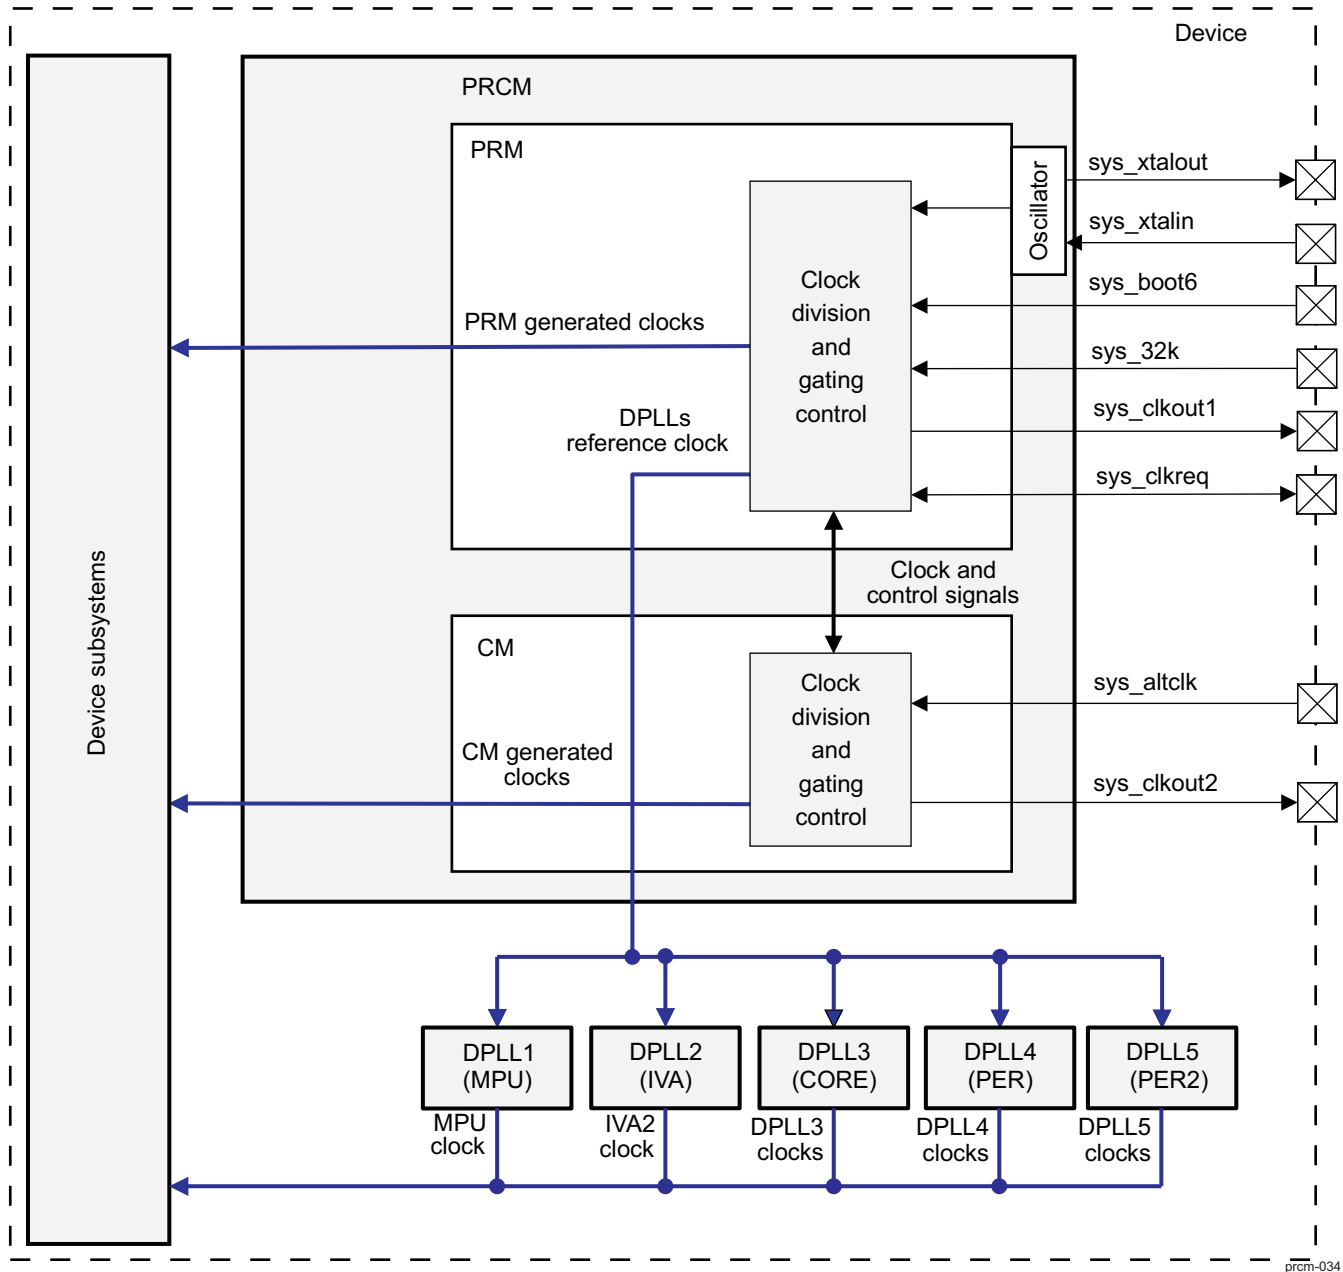 Device
PRCM
PRM
Oscillator
sys_xtalout
sys_xtalin
sys_boot6
sys_32k
sys_clkout1
sys_clkreq
Clock
division
and
gating
control
PRM generated clocks
DPLLs
reference clock
Clock and
control signals
Device subsystems
CM
Clock
division
and
gating
control
sys_altclk
sys_clkout2
CM generated
clocks
DPLL1
(MPU)
DPLL2
(IVA)
DPLL3
(CORE)
DPLL4
(PER)
DPLL5
(PER2)
MPU
clock
IVA2
clock
DPLL3
clocks
DPLL4
clocks
DPLL5
clocks
prcm-034